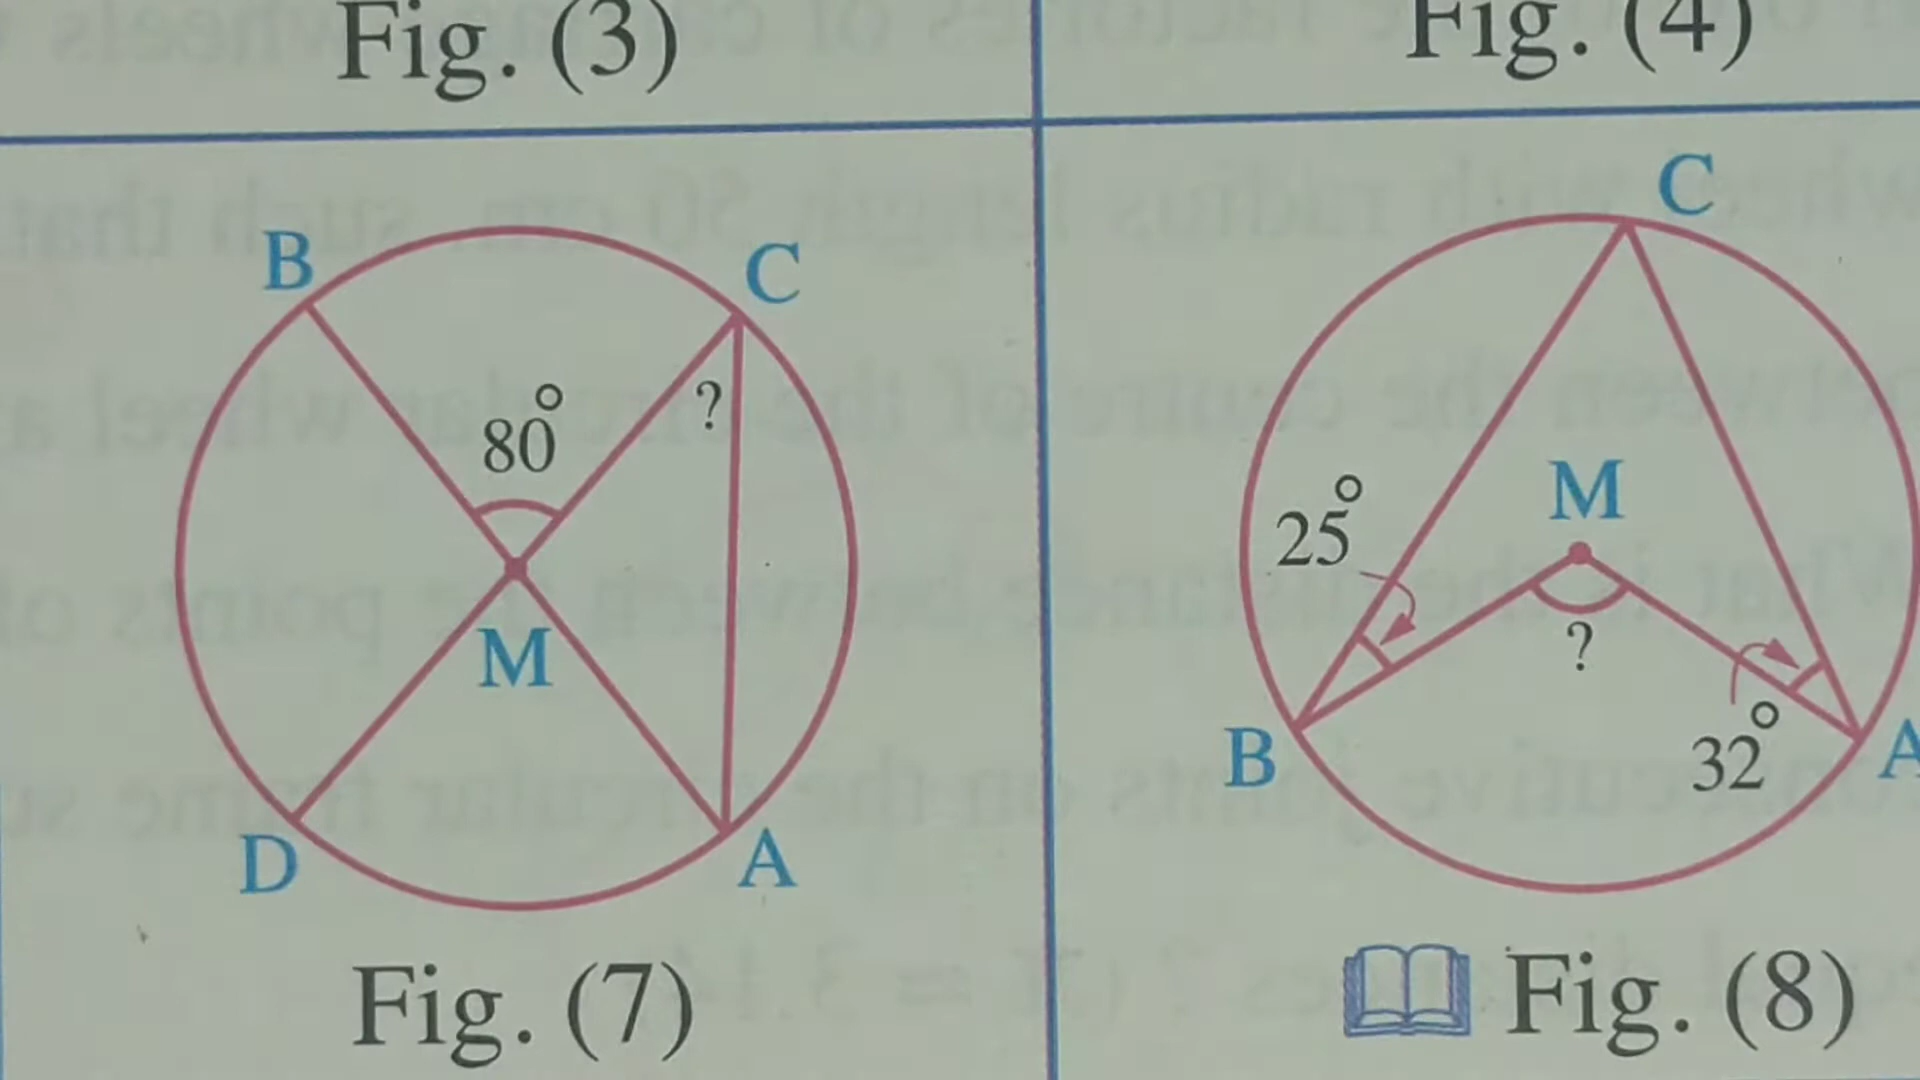 Fig. (3)
Fig. (4)
B
C
80°
?
M
D
A
Fig. (7)
C
25°
M
?
B
32°
A
Fig. (8)